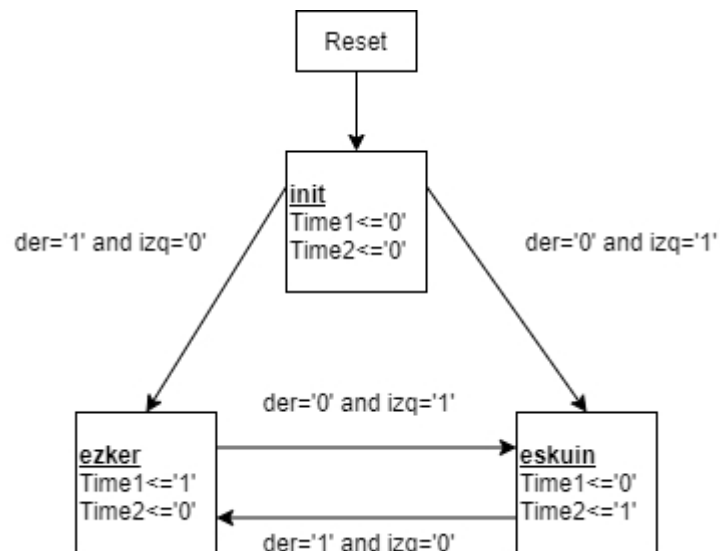 Reset
init
Time1<='0'
Time2<='0'
der='1' and izq='0'
der='0' and izq='1'
der='0' and izq='1'
ezker
Time1<='1'
Time2<='0'
eskuin
Time1<='0'
Time2<='1'
der='1' and izq='0'